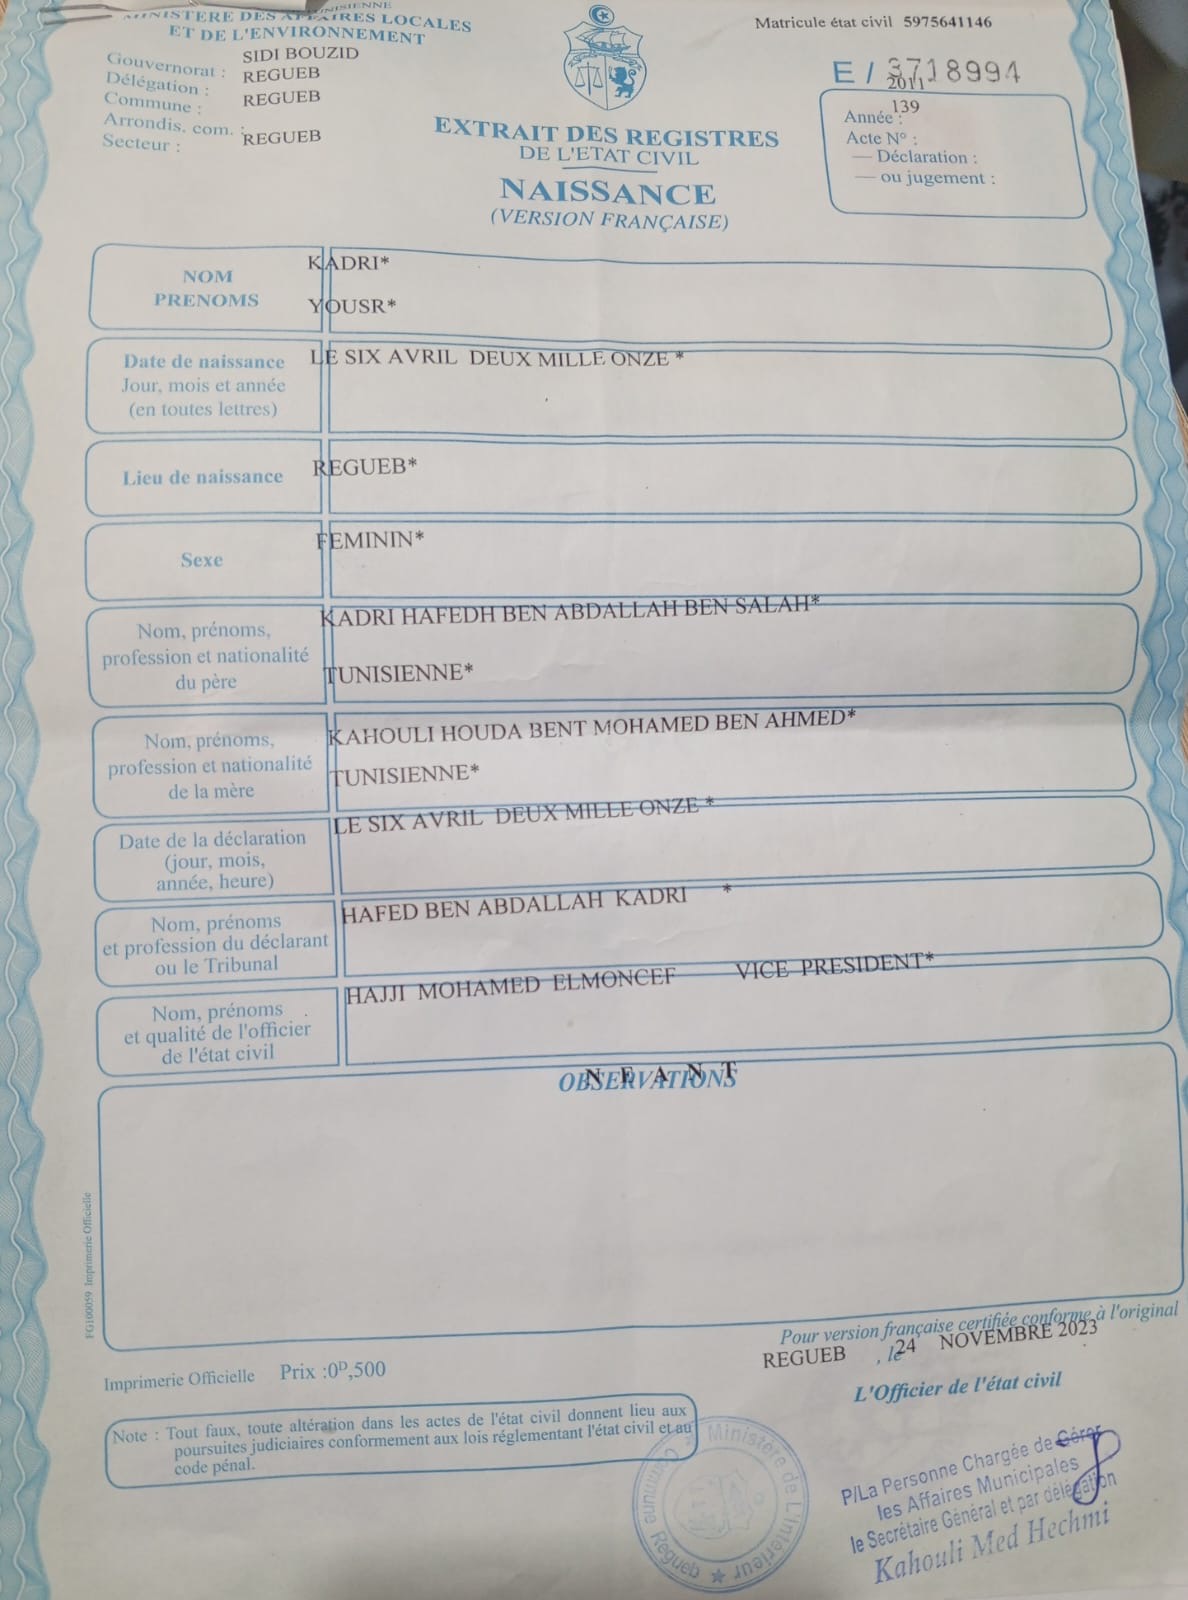 MINISTERE DES AFFAIRES LOCALES
ET DE L'ENVIRONNEMENT
Gouvernorat : SIDI BOUZID
Délégation : REGUEB
Commune : REGUEB
Arrondis. com. :
Secteur : REGUEB
Matricule état civil 5975641146
E / 3718994
2011
139
Année :
Acte N° :
— Déclaration :
— ou jugement :
EXTRAIT DES REGISTRES
DE L'ETAT CIVIL
NAISSANCE
(VERSION FRANÇAISE)
NOM
PRENOMS
KADRI*
YOUSR*
Date de naissance
Jour, mois et année
(en toutes lettres)
LE SIX AVRIL DEUX MILLE ONZE *
Lieu de naissance
REGUEB*
Sexe
FEMININ*
Nom, prénoms,
profession et nationalité
du père
KADRI HAFEDH BEN ABDALLAH BEN SALAH*
TUNISIENNE*
Nom, prénoms,
profession et nationalité
de la mère
KAHOULI HOUDA BENT MOHAMED BEN AHMED*
TUNISIENNE*
Date de la déclaration
(jour, mois,
année, heure)
LE SIX AVRIL DEUX MILLE ONZE *
Nom, prénoms
et profession du déclarant
ou le Tribunal
HAFED BEN ABDALLAH KADRI *
Nom, prénoms
et qualité de l'officier
de l'état civil
HAJJI MOHAMED ELMONCEF VICE PRESIDENT*
OBSERVATIONS
N E A N T
FG100059 Imprimerie Officielle
Pour version française certifiée conforme à l'original
REGUEB , le 24 NOVEMBRE 2023
L'Officier de l'état civil
Imprimerie Officielle Prix :0ᴰ,500
Note : Tout faux, toute altération dans les actes de l'état civil donnent lieu aux
poursuites judiciaires conformement aux lois réglementant l'état civil et au
code pénal.
Ministère de L'intérieur ★ Commune Regueb
P/La Personne Chargée de Gérer
les Affaires Municipales
le Secrétaire Général et par délégation
Kahouli Med Hechmi